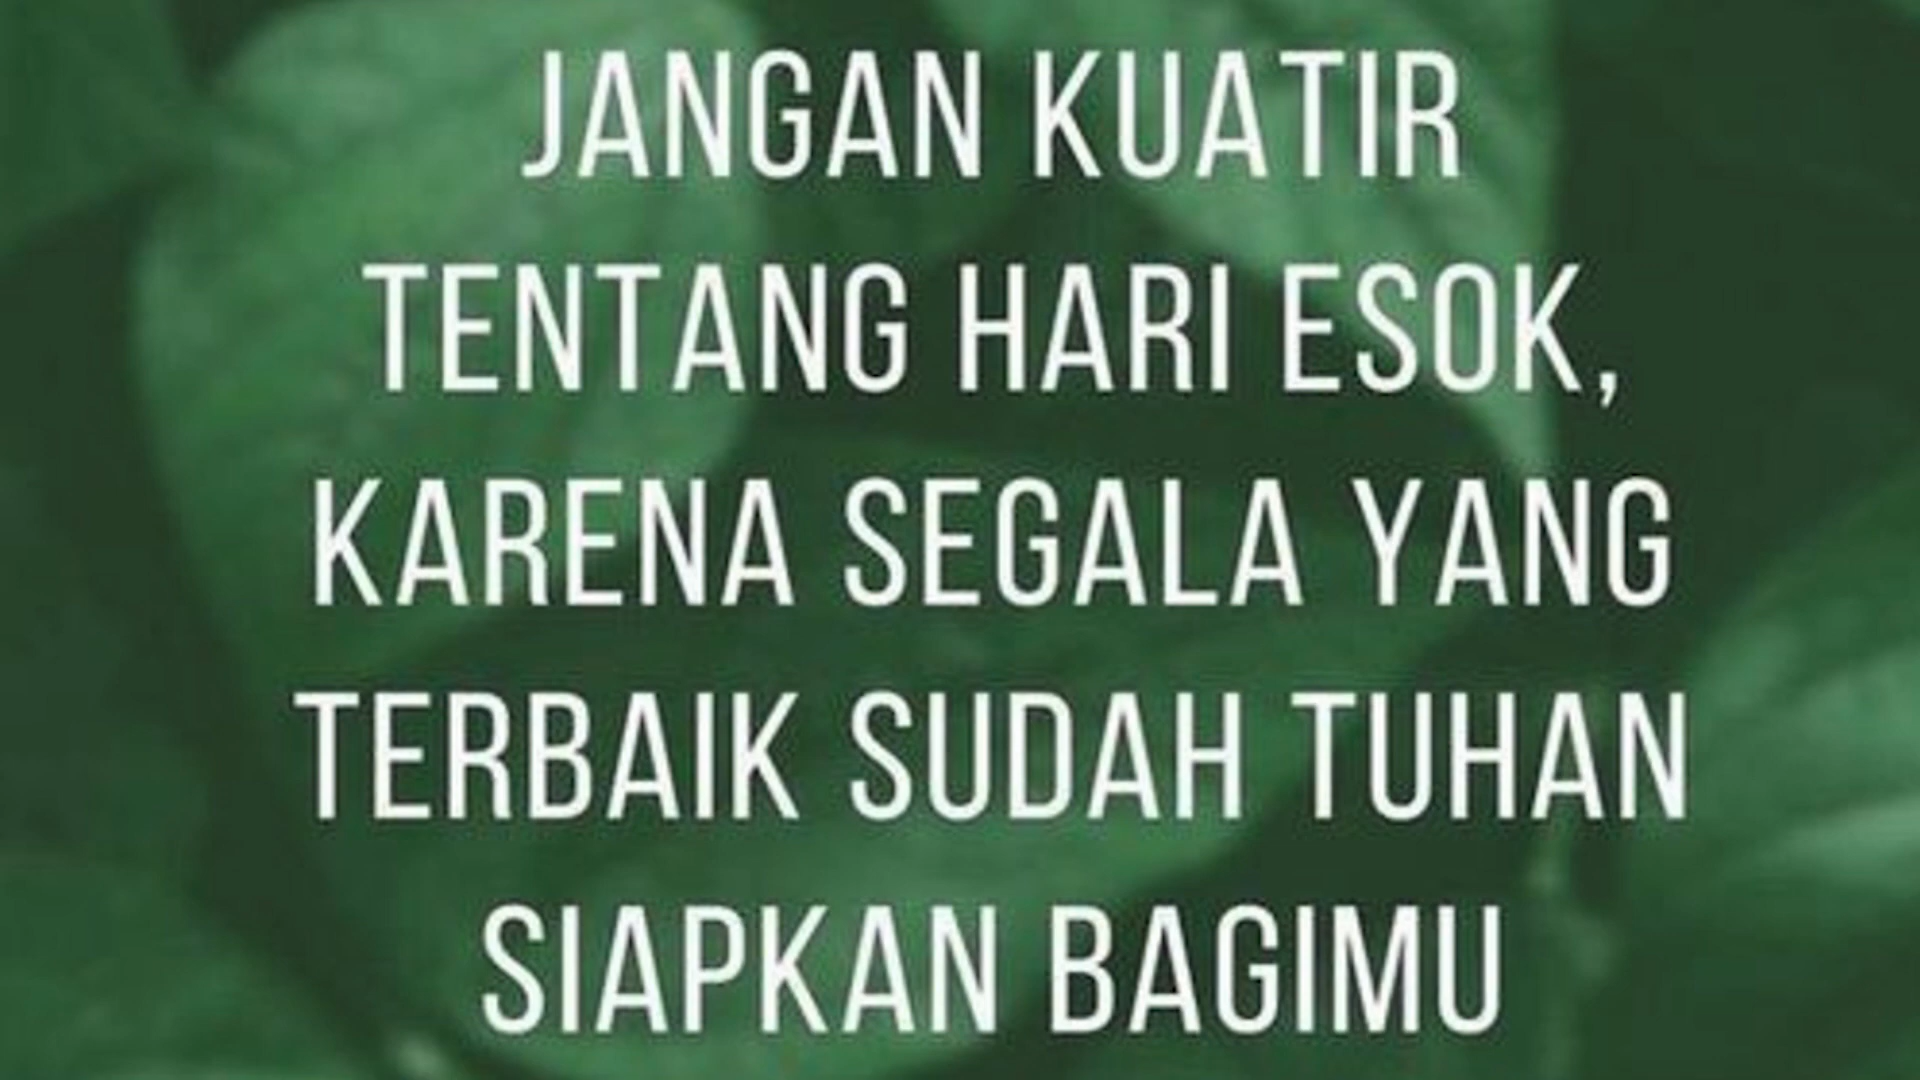 JANGAN KUATIR
TENTANG HARI ESOK,
KARENA SEGALA YANG
TERBAIK SUDAH TUHAN
SIAPKAN BAGIMU